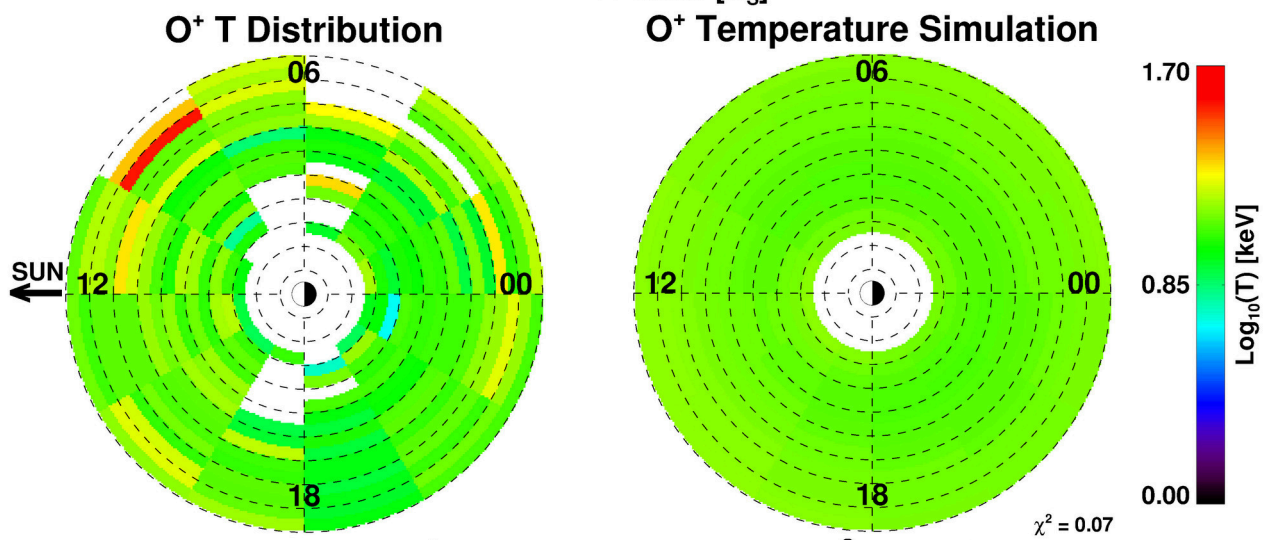 O⁺ T Distribution
06
SUN
12
00
18
O⁺ Temperature Simulation
06
12
00
18
χ² = 0.07
1.70
0.85
0.00
Log₁₀(T) [keV]